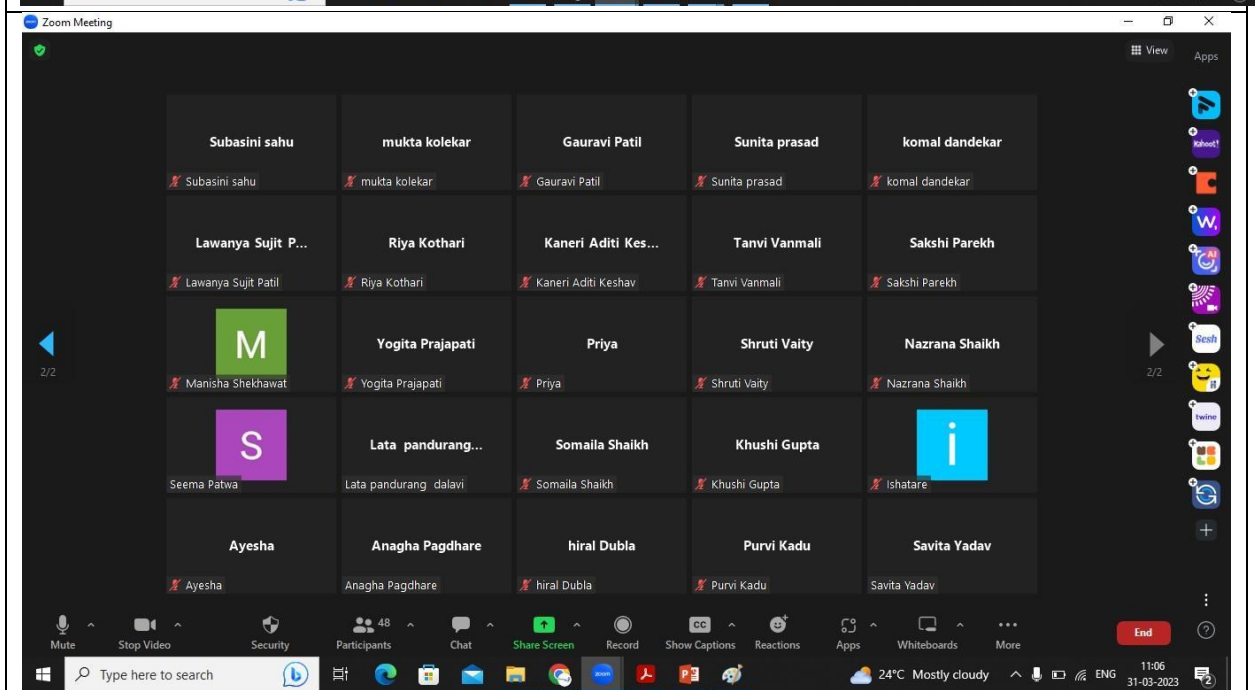 Zoom Meeting
View
Apps
Subasini sahu
mukta kolekar
Gauravi Patil
Sunita prasad
komal dandekar
Subasini sahu
mukta kolekar
Gauravi Patil
Sunita prasad
komal dandekar
Lawanya Sujit P...
Riya Kothari
Kaneri Aditi Kes...
Tanvi Vanmali
Sakshi Parekh
Lawanya Sujit Patil
Riya Kothari
Kaneri Aditi Keshav
Tanvi Vanmali
Sakshi Parekh
M
Yogita Prajapati
Priya
Shruti Vaity
Nazrana Shaikh
Manisha Shekhawat
Yogita Prajapati
Priya
Shruti Vaity
Nazrana Shaikh
2/2
2/2
S
Lata pandurang...
Somaila Shaikh
Khushi Gupta
i
Seema Patwa
Lata pandurang dalavi
Somaila Shaikh
Khushi Gupta
Ishatare
Ayesha
Anagha Pagdhare
hiral Dubla
Purvi Kadu
Savita Yadav
Ayesha
Anagha Pagdhare
hiral Dubla
Purvi Kadu
Savita Yadav
Kahoot!
W,
AI
Sesh
twine
Mute
Stop Video
Security
48
Participants
Chat
Share Screen
Record
CC
Show Captions
Reactions
Apps
Whiteboards
More
End
Type here to search
zoom
24°C Mostly cloudy
ENG
11:06
31-03-2023
2